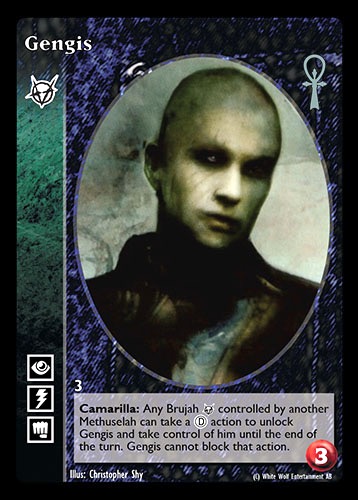 Gengis
3
Camarilla: Any Brujah controlled by another
Methuselah can take a Ⓓ action to unlock
Gengis and take control of him until the end of
the turn. Gengis cannot block that action.
3
Illus: Christopher Shy
(C) White Wolf Entertainment AB